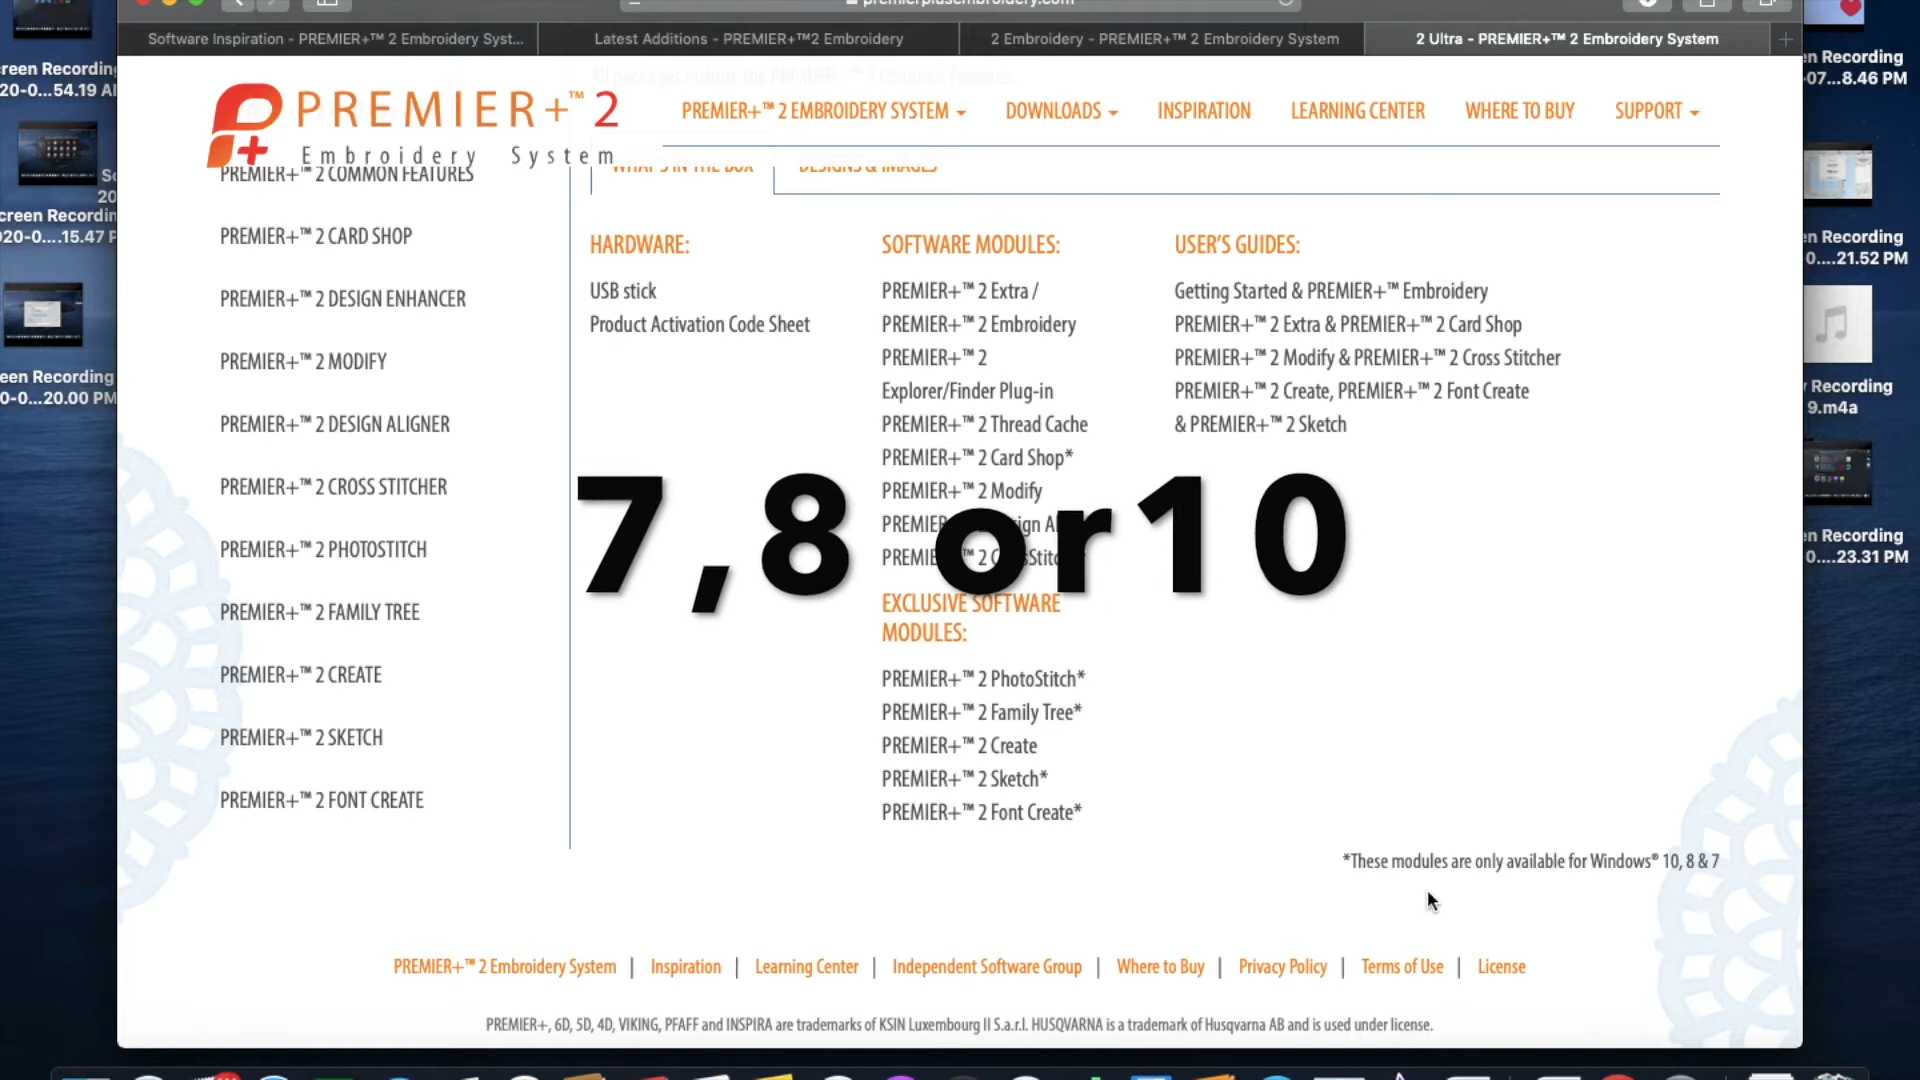 premierplusembroidery.com
Software Inspiration - PREMIER+™ 2 Embroidery Syst...
Latest Additions - PREMIER+™2 Embroidery
2 Embroidery - PREMIER+™ 2 Embroidery System
2 Ultra - PREMIER+™ 2 Embroidery System
PREMIER+™ 2
Embroidery System
PREMIER+™ 2 EMBROIDERY SYSTEM
DOWNLOADS
INSPIRATION
LEARNING CENTER
WHERE TO BUY
SUPPORT
PREMIER+™ 2 COMMON FEATURES
PREMIER+™ 2 CARD SHOP
PREMIER+™ 2 DESIGN ENHANCER
PREMIER+™ 2 MODIFY
PREMIER+™ 2 DESIGN ALIGNER
PREMIER+™ 2 CROSS STITCHER
PREMIER+™ 2 PHOTOSTITCH
PREMIER+™ 2 FAMILY TREE
PREMIER+™ 2 CREATE
PREMIER+™ 2 SKETCH
PREMIER+™ 2 FONT CREATE
WHAT'S IN THE BOX
DESIGNS & IMAGES
HARDWARE:
USB stick
Product Activation Code Sheet
SOFTWARE MODULES:
PREMIER+™ 2 Extra /
PREMIER+™ 2 Embroidery
PREMIER+™ 2
Explorer/Finder Plug-in
PREMIER+™ 2 Thread Cache
PREMIER+™ 2 Card Shop*
PREMIER+™ 2 Modify
7,8 or10
EXCLUSIVE SOFTWARE
MODULES:
PREMIER+™ 2 PhotoStitch*
PREMIER+™ 2 Family Tree*
PREMIER+™ 2 Create
PREMIER+™ 2 Sketch*
PREMIER+™ 2 Font Create*
USER'S GUIDES:
Getting Started & PREMIER+™ Embroidery
PREMIER+™ 2 Extra & PREMIER+™ 2 Card Shop
PREMIER+™ 2 Modify & PREMIER+™ 2 Cross Stitcher
PREMIER+™ 2 Create, PREMIER+™ 2 Font Create
& PREMIER+™ 2 Sketch
*These modules are only available for Windows® 10, 8 & 7
PREMIER+™ 2 Embroidery System | Inspiration | Learning Center | Independent Software Group | Where to Buy | Privacy Policy | Terms of Use | License
PREMIER+, 6D, 5D, 4D, VIKING, PFAFF and INSPIRA are trademarks of KSIN Luxembourg II S.a.r.l. HUSQVARNA is a trademark of Husqvarna AB and is used under license.